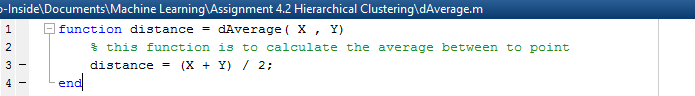 o-Inside\Documents\Machine Learning\Assignment 4.2 Hierarchical Clustering\dAverage.m
1 function distance = dAverage( X , Y)
2 % this function is to calculate the average between to point
3 - distance = (X + Y) / 2;
4 - end